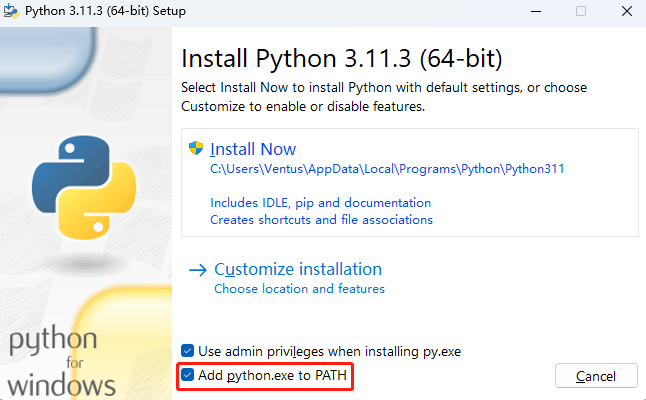 Python 3.11.3 (64-bit) Setup
Install Python 3.11.3 (64-bit)
Select Install Now to install Python with default settings, or choose
Customize to enable or disable features.
Install Now
C:\Users\Ventus\AppData\Local\Programs\Python\Python311
Includes IDLE, pip and documentation
Creates shortcuts and file associations
Customize installation
Choose location and features
python
for
windows
Use admin privileges when installing py.exe
Add python.exe to PATH
Cancel